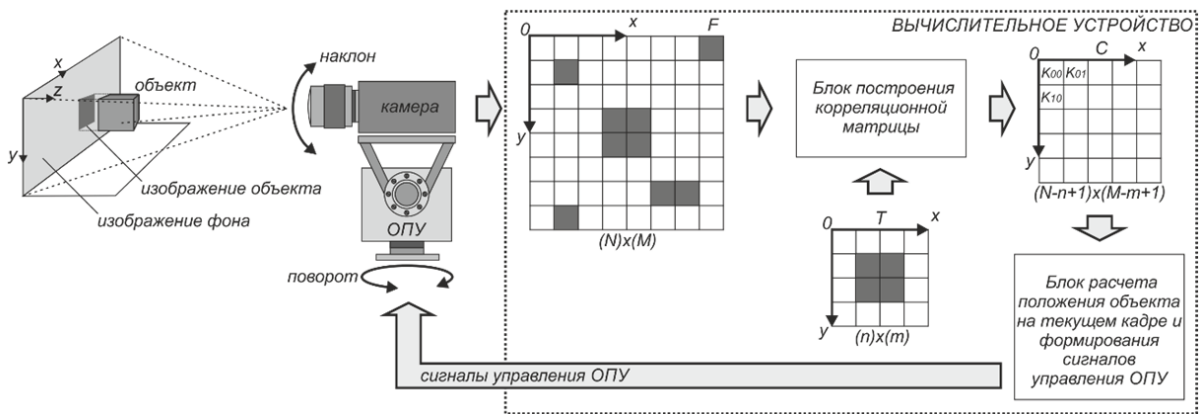 ВЫЧИСЛИТЕЛЬНОЕ УСТРОЙСТВО
x
z
y
объект
изображение объекта
изображение фона
наклон
камера
ОПУ
поворот
0
x
F
y
(N)x(M)
Блок построения
корреляционной
матрицы
0
T
x
y
(n)x(m)
0
C
x
K00 K01
K10
y
(N-n+1)x(M-m+1)
Блок расчета
положения объекта
на текущем кадре и
формирования
сигналов
управления ОПУ
сигналы управления ОПУ